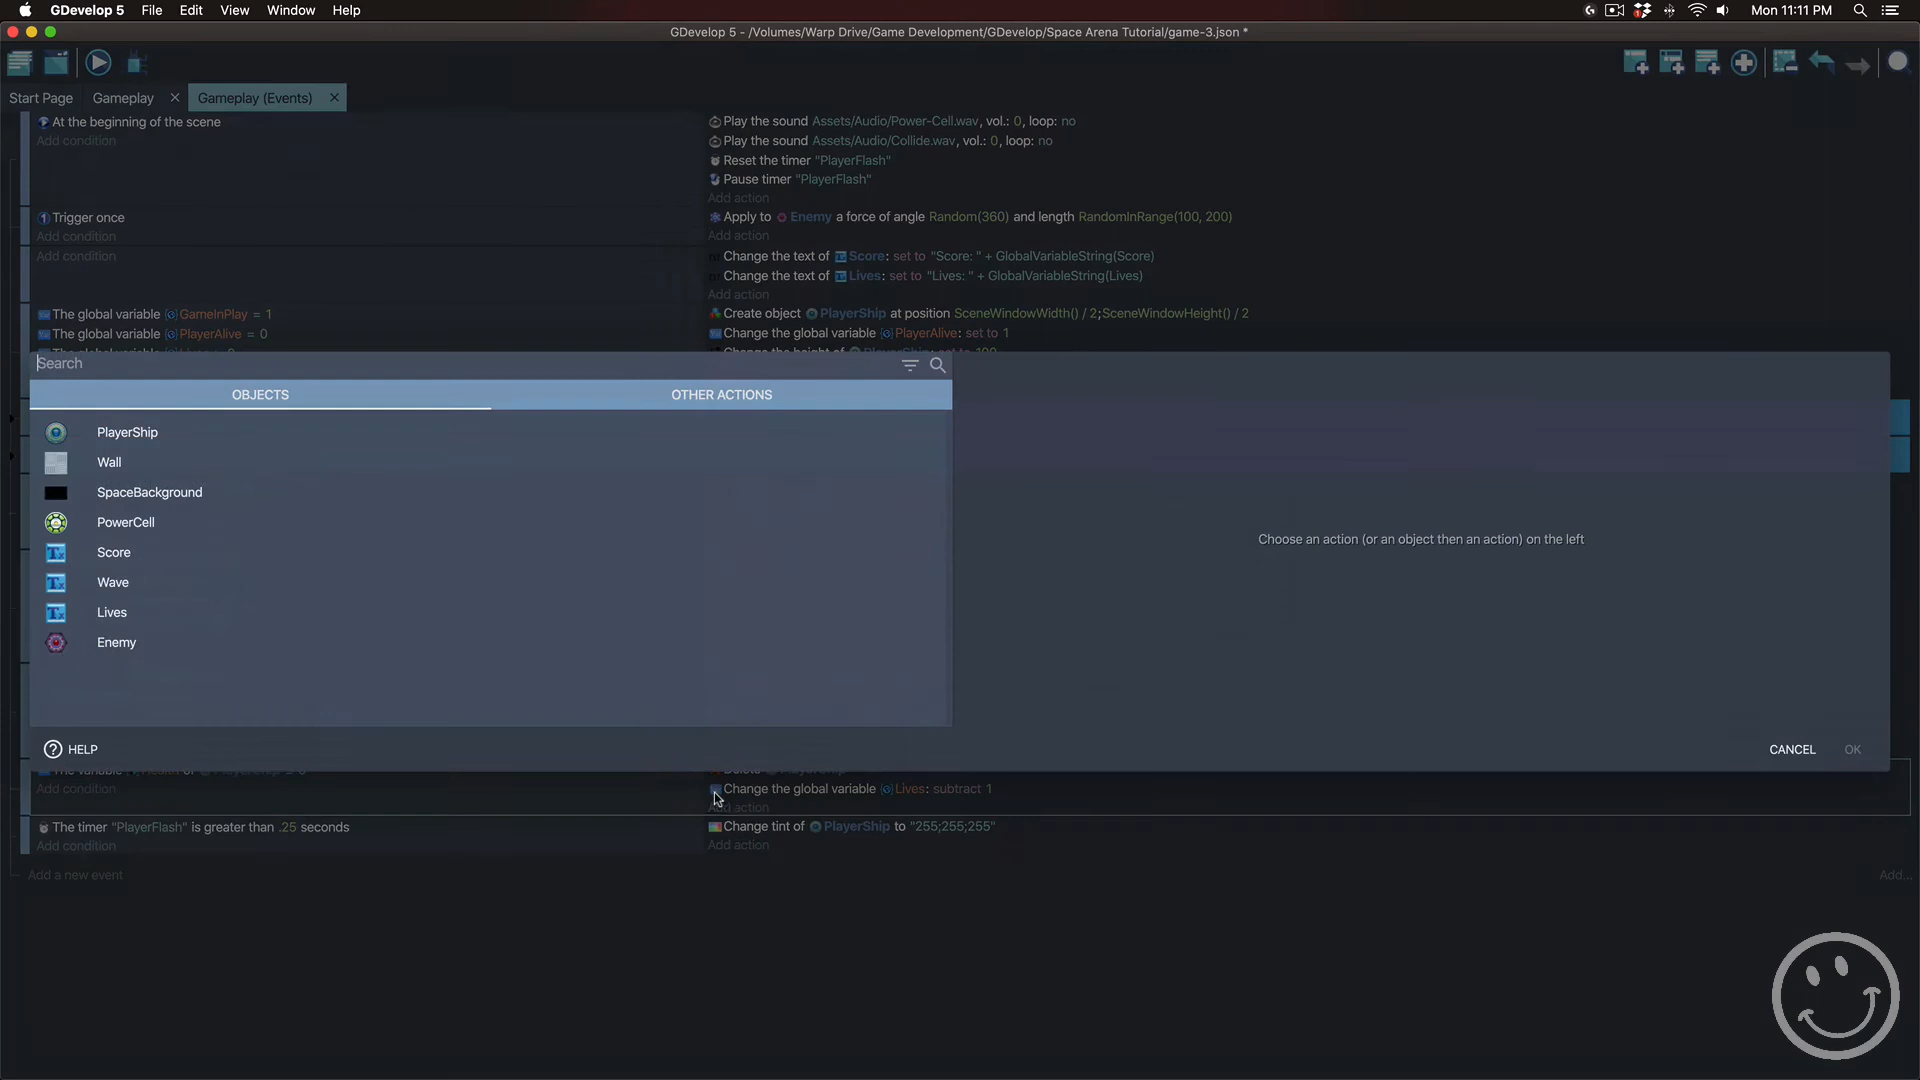 GDevelop 5 File Edit View Window Help Mon 11:11 PM
GDevelop 5 - /Volumes/Warp Drive/Game Development/GDevelop/Space Arena Tutorial/game-3.json *
Start Page Gameplay Gameplay (Events)
At the beginning of the scene
Add condition
Play the sound Assets/Audio/Power-Cell.wav, vol.: 0, loop: no
Play the sound Assets/Audio/Collide.wav, vol.: 0, loop: no
Reset the timer "PlayerFlash"
Pause timer "PlayerFlash"
Add action
Trigger once
Add condition
Apply to Enemy a force of angle Random(360) and length RandomInRange(100, 200)
Add action
Add condition
Change the text of Score: set to "Score: " + GlobalVariableString(Score)
Change the text of Lives: set to "Lives: " + GlobalVariableString(Lives)
Add action
The global variable GameInPlay = 1
The global variable PlayerAlive = 0
Create object PlayerShip at position SceneWindowWidth() / 2;SceneWindowHeight() / 2
Change the global variable PlayerAlive: set to 1
Search
OBJECTS OTHER ACTIONS
PlayerShip
Wall
SpaceBackground
PowerCell
Score
Wave
Lives
Enemy
Choose an action (or an object then an action) on the left
HELP
CANCEL OK
Add condition
Change the global variable Lives: subtract 1
Add action
The timer "PlayerFlash" is greater than .25 seconds
Add condition
Change tint of PlayerShip to "255;255;255"
Add action
Add a new event
Add...